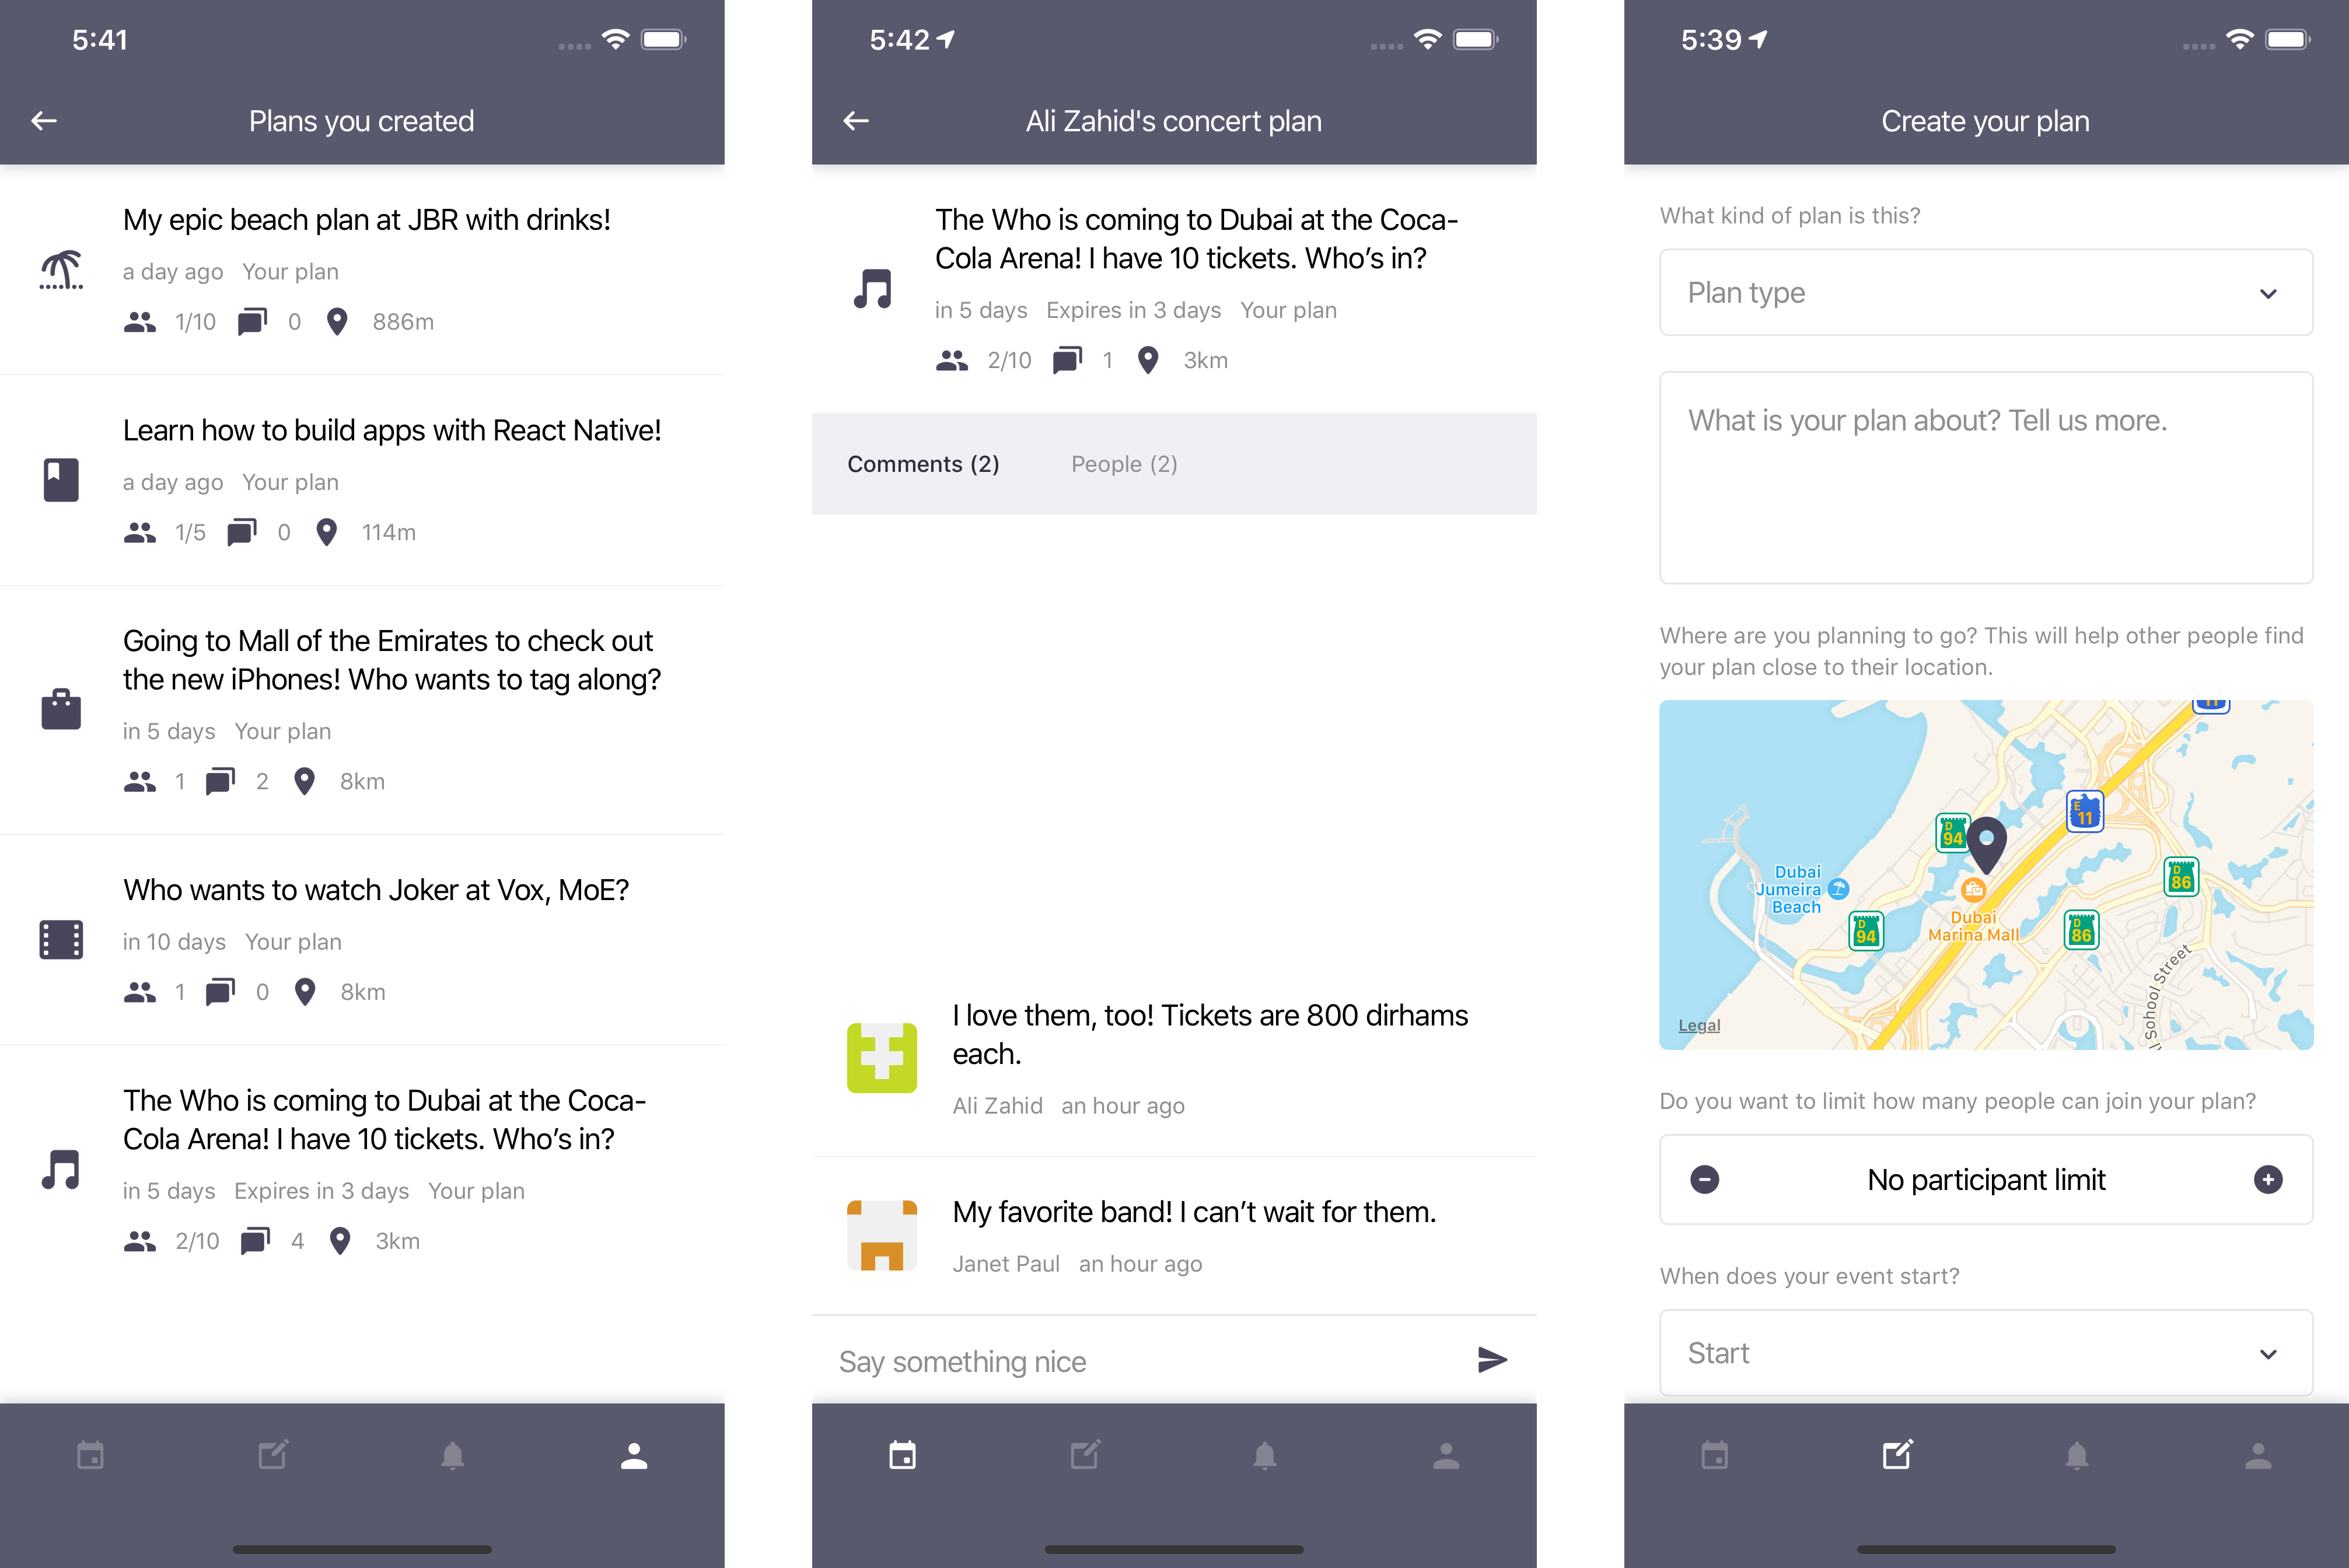 5:41
Plans you created
My epic beach plan at JBR with drinks!
a day ago Your plan
1/10 0 886m
Learn how to build apps with React Native!
a day ago Your plan
1/5 0 114m
Going to Mall of the Emirates to check out
the new iPhones! Who wants to tag along?
in 5 days Your plan
1 2 8km
Who wants to watch Joker at Vox, MoE?
in 10 days Your plan
1 0 8km
The Who is coming to Dubai at the Coca-
Cola Arena! I have 10 tickets. Who’s in?
in 5 days Expires in 3 days Your plan
2/10 4 3km
5:42
Ali Zahid's concert plan
The Who is coming to Dubai at the Coca-
Cola Arena! I have 10 tickets. Who’s in?
in 5 days Expires in 3 days Your plan
2/10 1 3km
Comments (2) People (2)
I love them, too! Tickets are 800 dirhams
each.
Ali Zahid an hour ago
My favorite band! I can’t wait for them.
Janet Paul an hour ago
Say something nice
5:39
Create your plan
What kind of plan is this?
Plan type
What is your plan about? Tell us more.
Where are you planning to go? This will help other people find
your plan close to their location.
11
E
11
D
94
Dubai
Jumeira
Beach
D
86
Dubai
Marina Mall
D
94
D
86
School Street
Legal
Do you want to limit how many people can join your plan?
No participant limit
When does your event start?
Start